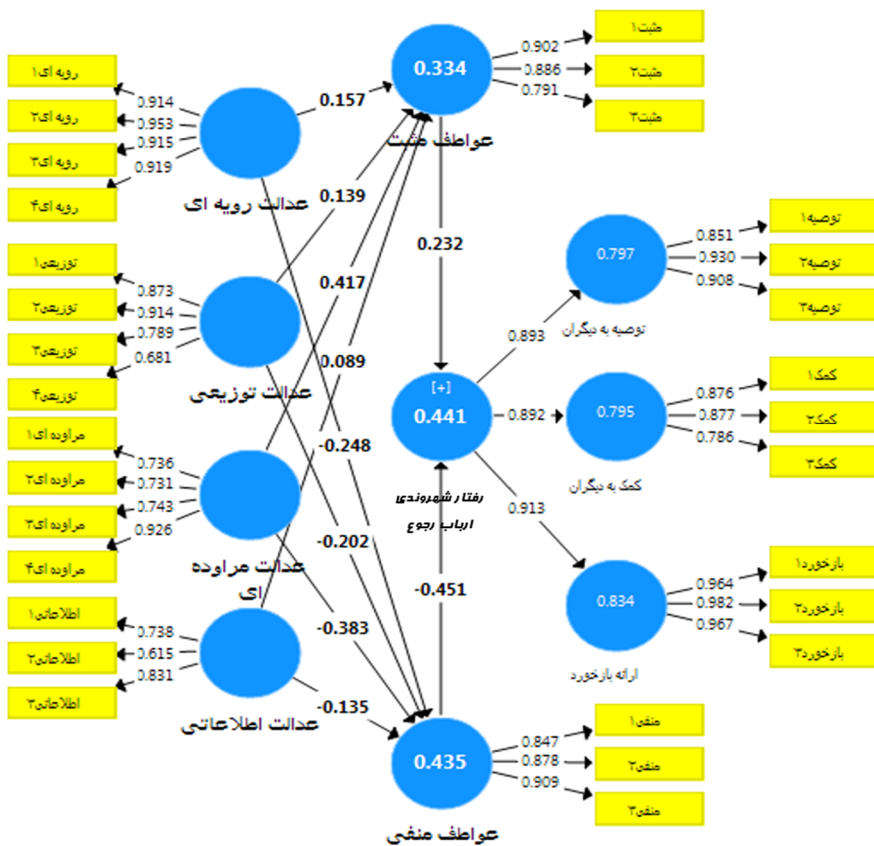 رویه ای۱
رویه ای۲
رویه ای۳
رویه ای۴
0.914
0.953
0.915
0.919
عدالت رویه ای
توزیعی۱
توزیعی۲
توزیعی۳
توزیعی۴
0.873
0.914
0.789
0.681
عدالت توزیعی
مراوده ای۱
مراوده ای۲
مراوده ای۳
مراوده ای۴
0.736
0.731
0.743
0.926
عدالت مراوده
ای
اطلاعاتی۱
اطلاعاتی۲
اطلاعاتی۳
0.738
0.615
0.831
عدالت اطلاعاتی
0.157
0.139
0.417
0.089
-0.248
-0.202
-0.383
-0.135
0.334
عواطف مثبت
0.902
0.886
0.791
مثبت۱
مثبت۲
مثبت۳
0.232
[+]
0.441
رفتار شهروندی
ارباب رجوع
-0.451
0.435
عواطف منفی
0.847
0.878
0.909
منفی۱
منفی۲
منفی۳
0.893
0.892
0.913
0.797
توصیه به دیگران
0.851
0.930
0.908
توصیه۱
توصیه۲
توصیه۳
0.795
کمک به دیگران
0.876
0.877
0.786
کمک۱
کمک۲
کمک۳
0.834
ارائه بازخورد
0.964
0.982
0.967
بازخورد۱
بازخورد۲
بازخورد۳